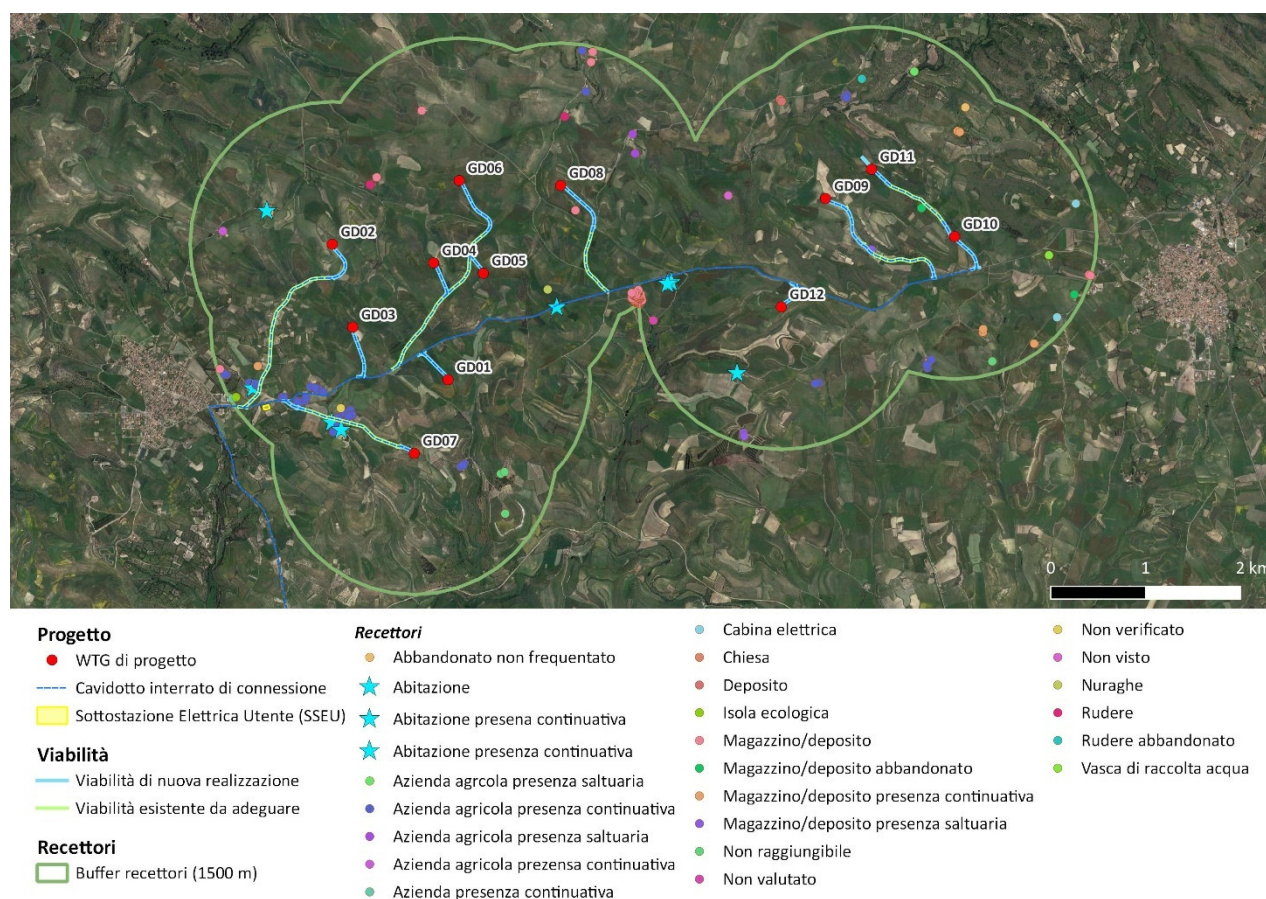 GD11
GD06
GD08
GD09
GD02
GD10
GD04
GD05
GD12
GD03
GD01
GD07
0 1 2 km
Progetto
WTG di progetto
Cavidotto interrato di connessione
Sottostazione Elettrica Utente (SSEU)
Viabilità
Viabilità di nuova realizzazione
Viabilità esistente da adeguare
Recettori
Buffer recettori (1500 m)
Recettori
Abbandonato non frequentato
Abitazione
Abitazione presena continuativa
Abitazione presenza continuativa
Azienda agrcola presenza saltuaria
Azienda agricola presenza continuativa
Azienda agricola presenza saltuaria
Azienda agricola prezensa continuativa
Azienda presenza continuativa
Cabina elettrica
Chiesa
Deposito
Isola ecologica
Magazzino/deposito
Magazzino/deposito abbandonato
Magazzino/deposito presenza continuativa
Magazzino/deposito presenza saltuaria
Non raggiungibile
Non valutato
Non verificato
Non visto
Nuraghe
Rudere
Rudere abbandonato
Vasca di raccolta acqua